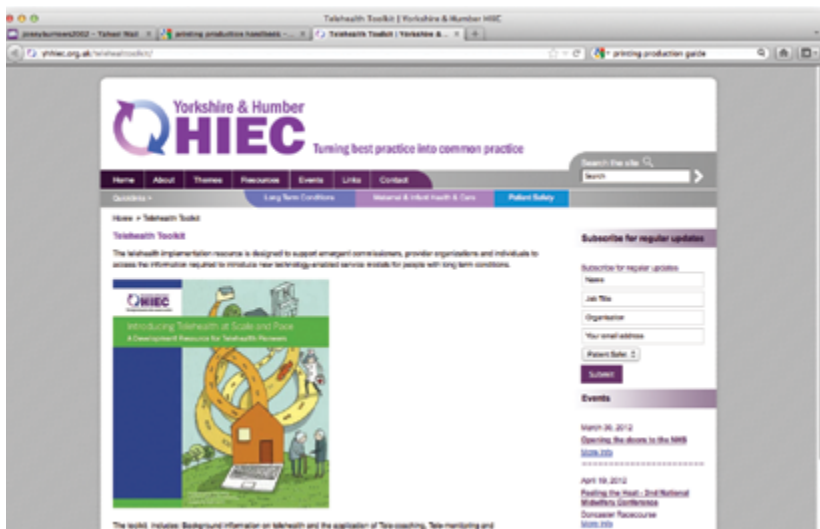 Telehealth Toolkit | Yorkshire & Humber HIEC
Telehealth Toolkit | Yorkshire & ...
yhhiec.org.uk/telehealthtoolkit/
printing production guide
Yorkshire & Humber
HIEC
Turning best practice into common practice
Search the site
Search
Home About Themes Resources Events Links Contact
Quicklinks >
Long Term Conditions
Maternal & Infant Health & Care
Patient Safety
Home > Telehealth Toolkit
Telehealth Toolkit
The telehealth implementation resource is designed to support emergent commissioners, provider organisations and individuals to
access the information required to introduce new technology-enabled service models for people with long term conditions.
HIEC
Introducing Telehealth at Scale and Pace
A Development Resource for Telehealth Pioneers
The toolkit includes: Background information on telehealth and the application of Tele-coaching, Tele-monitoring and
Subscribe for regular updates
Subscribe for regular updates
Name
Job Title
Organisation
Your email address
Patient Safet
Submit
Events
March 30, 2012
Opening the doors to the NHS
More info
April 19, 2012
Feeling the Heat - 2nd National
Midwifery Conference
Doncaster Racecourse
More info